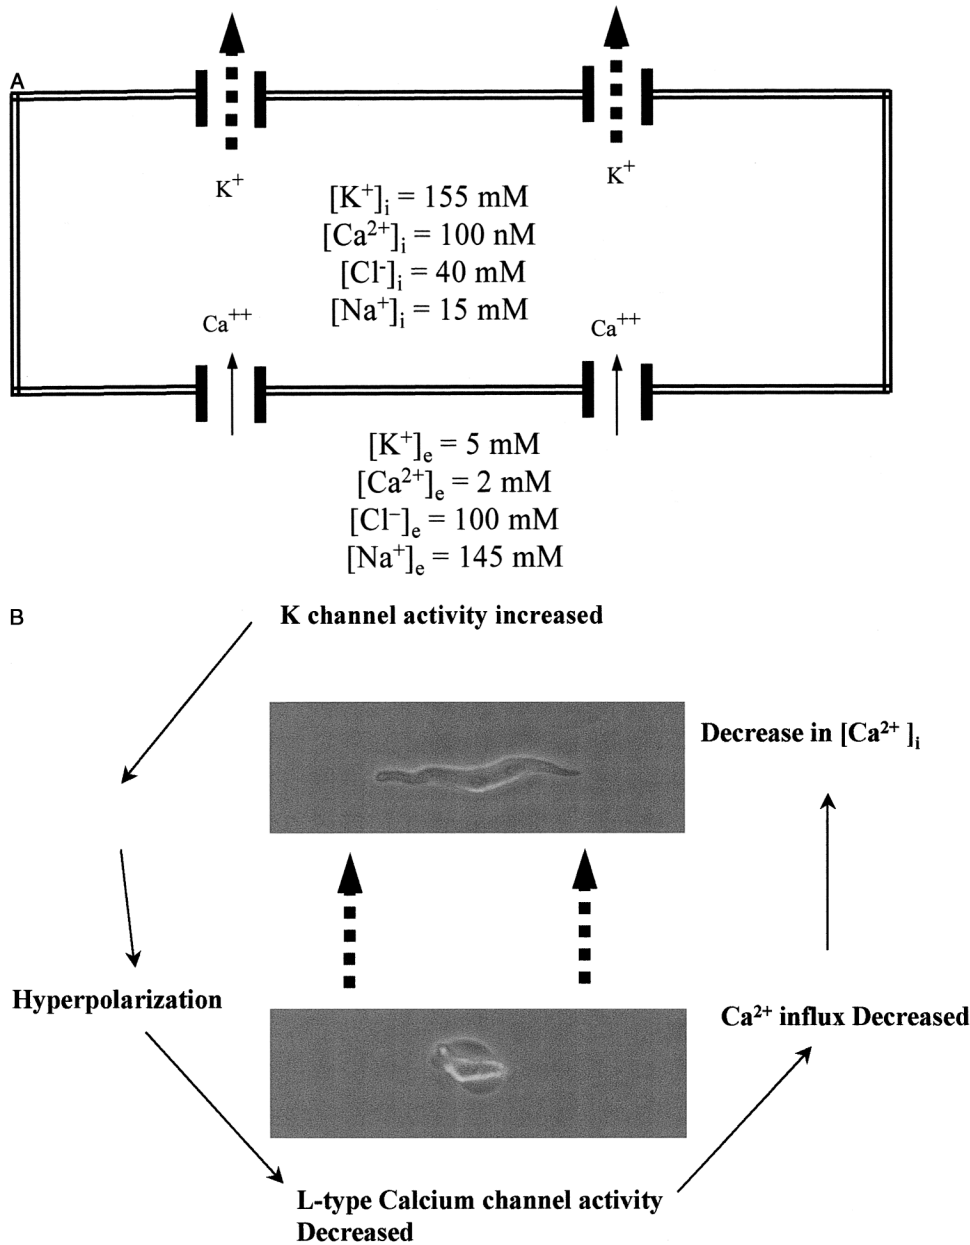 A
K⁺
K⁺
[K⁺]ᵢ = 155 mM
[Ca²⁺]ᵢ = 100 nM
[Cl⁻]ᵢ = 40 mM
[Na⁺]ᵢ = 15 mM
Ca⁺⁺
Ca⁺⁺
[K⁺]ₑ = 5 mM
[Ca²⁺]ₑ = 2 mM
[Cl⁻]ₑ = 100 mM
[Na⁺]ₑ = 145 mM
B
K channel activity increased
Decrease in [Ca²⁺ ]ᵢ
Hyperpolarization
Ca²⁺ influx Decreased
L-type Calcium channel activity
Decreased